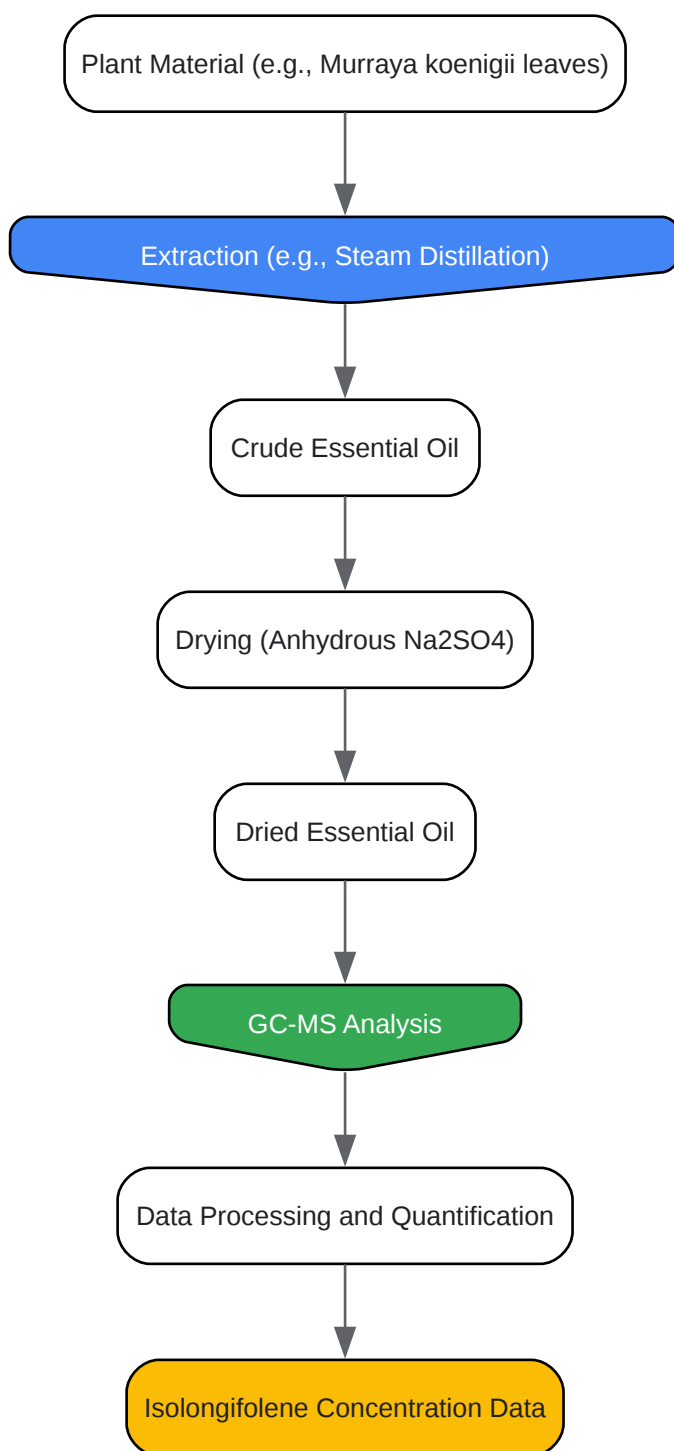 Plant Material (e.g., Murraya koenigii leaves)
Extraction (e.g., Steam Distillation)
Crude Essential Oil
Drying (Anhydrous Na2SO4)
Dried Essential Oil
GC-MS Analysis
Data Processing and Quantification
Isolongifolene Concentration Data